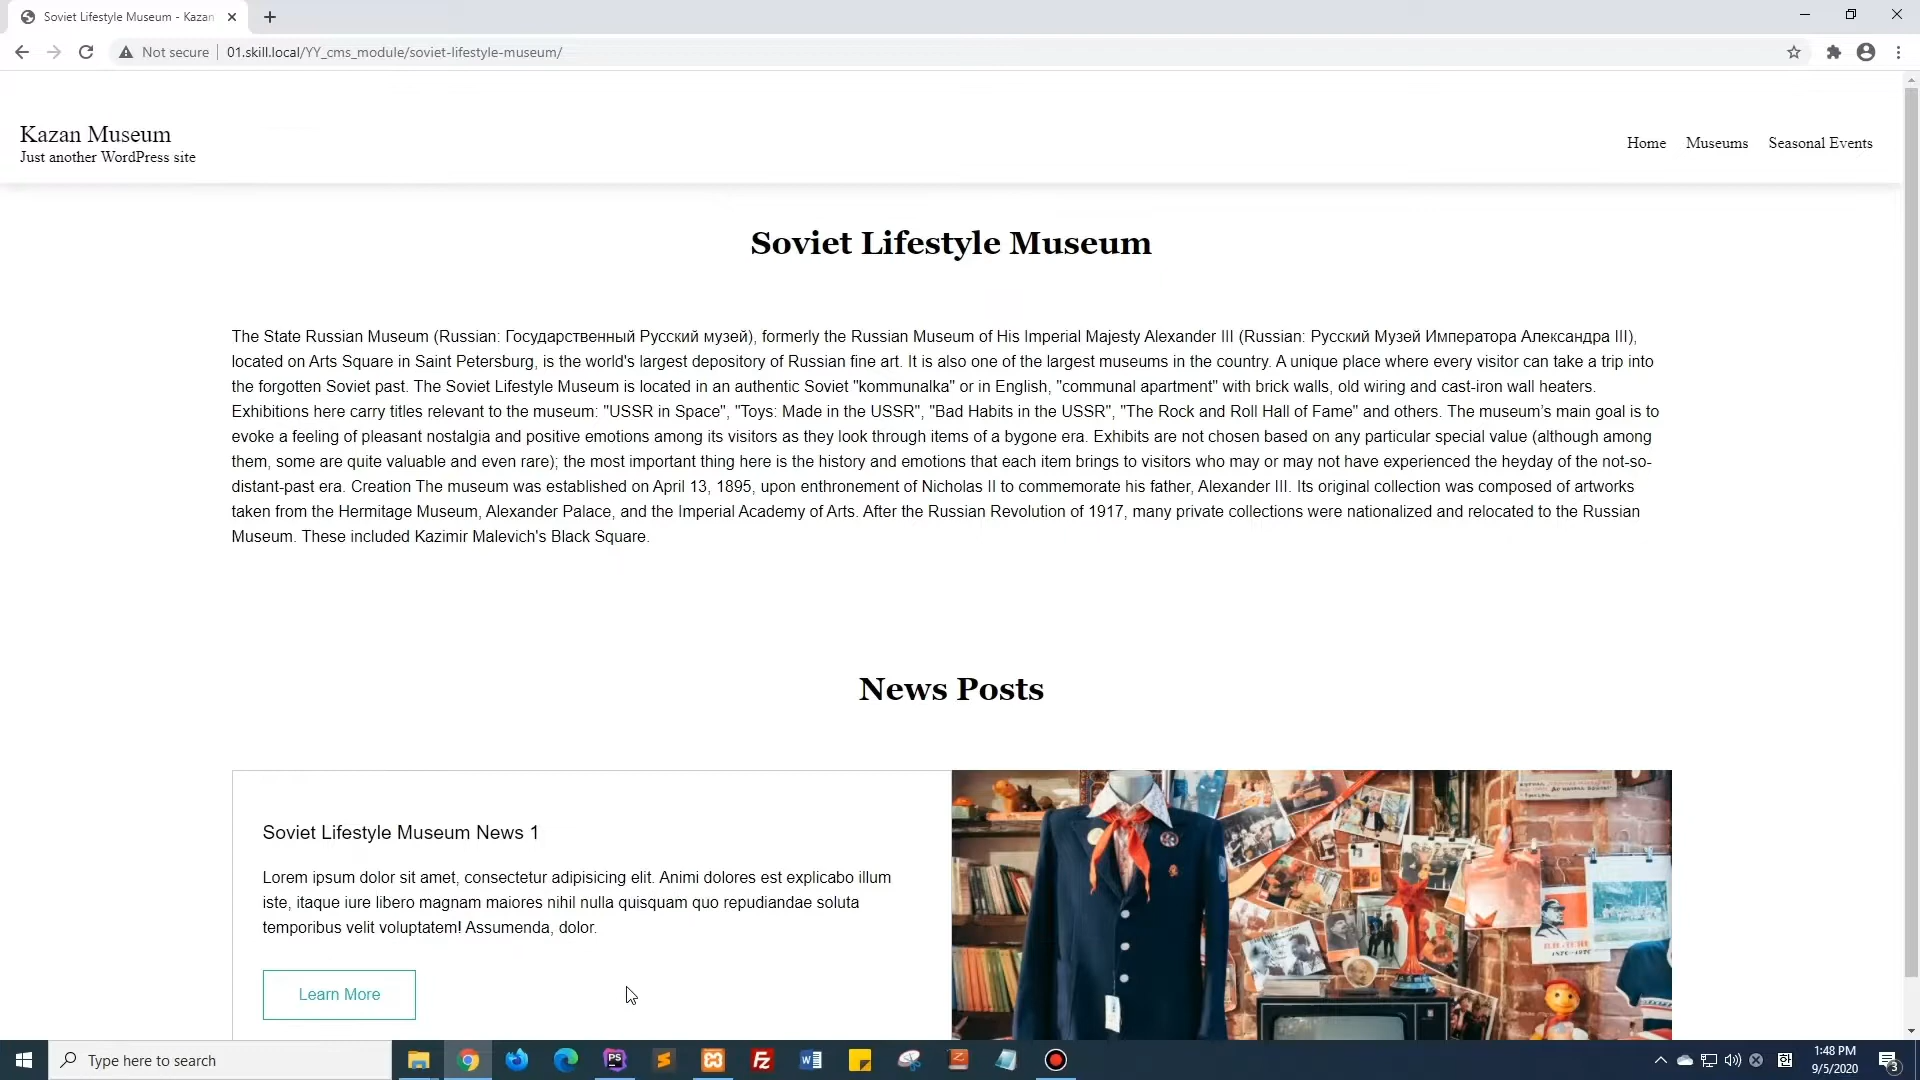 Soviet Lifestyle Museum - Kazan
Not secure
01.skill.local/YY_cms_module/soviet-lifestyle-museum/
Kazan Museum
Just another WordPress site
Home Museums Seasonal Events
Soviet Lifestyle Museum
The State Russian Museum (Russian: Государственный Русский музей), formerly the Russian Museum of His Imperial Majesty Alexander III (Russian: Русский Музей Императора Александра III),
located on Arts Square in Saint Petersburg, is the world's largest depository of Russian fine art. It is also one of the largest museums in the country. A unique place where every visitor can take a trip into
the forgotten Soviet past. The Soviet Lifestyle Museum is located in an authentic Soviet "kommunalka" or in English, "communal apartment" with brick walls, old wiring and cast-iron wall heaters.
Exhibitions here carry titles relevant to the museum: "USSR in Space", "Toys: Made in the USSR", "Bad Habits in the USSR", "The Rock and Roll Hall of Fame" and others. The museum’s main goal is to
evoke a feeling of pleasant nostalgia and positive emotions among its visitors as they look through items of a bygone era. Exhibits are not chosen based on any particular special value (although among
them, some are quite valuable and even rare); the most important thing here is the history and emotions that each item brings to visitors who may or may not have experienced the heyday of the not-so-
distant-past era. Creation The museum was established on April 13, 1895, upon enthronement of Nicholas II to commemorate his father, Alexander III. Its original collection was composed of artworks
taken from the Hermitage Museum, Alexander Palace, and the Imperial Academy of Arts. After the Russian Revolution of 1917, many private collections were nationalized and relocated to the Russian
Museum. These included Kazimir Malevich's Black Square.
News Posts
Soviet Lifestyle Museum News 1
Lorem ipsum dolor sit amet, consectetur adipisicing elit. Animi dolores est explicabo illum
iste, itaque iure libero magnam maiores nihil nulla quisquam quo repudiandae soluta
temporibus velit voluptatem! Assumenda, dolor.
Learn More
Type here to search
PS
Fz
한
1:48 PM
9/5/2020
3